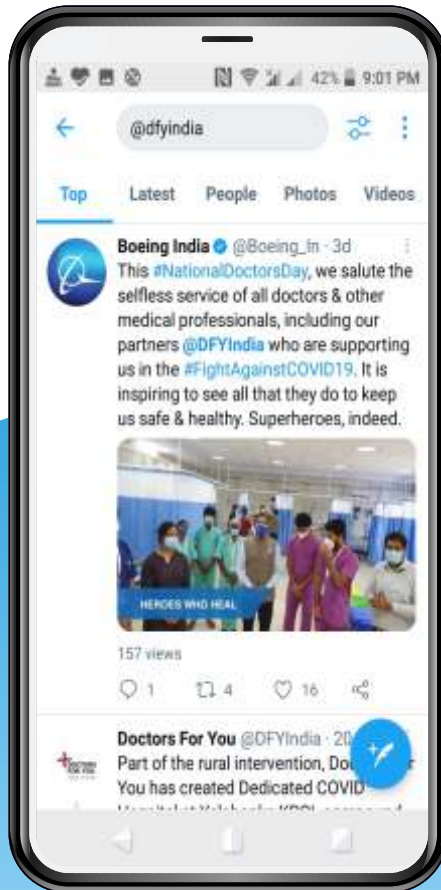 42% 9:01 PM
@dfyindia
Top Latest People Photos Videos
Boeing India @Boeing_In · 3d
This #NationalDoctorsDay, we salute the
selfless service of all doctors & other
medical professionals, including our
partners @DFYIndia who are supporting
us in the #FightAgainstCOVID19. It is
inspiring to see all that they do to keep
us safe & healthy. Superheroes, indeed.
HEROES WHO HEAL
157 views
1 4 16
Doctors For You @DFYIndia · 20
DOCTORS
FOR YOU
Part of the rural intervention,
You has created Dedicated COVID